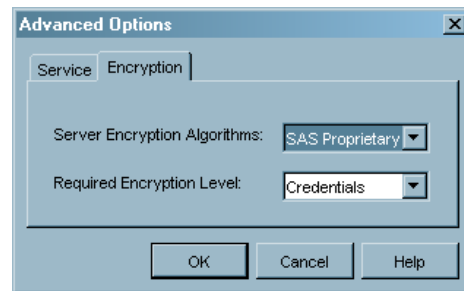 Advanced Options
Service Encryption
Server Encryption Algorithms: SAS Proprietary
Required Encryption Level: Credentials
OK Cancel Help